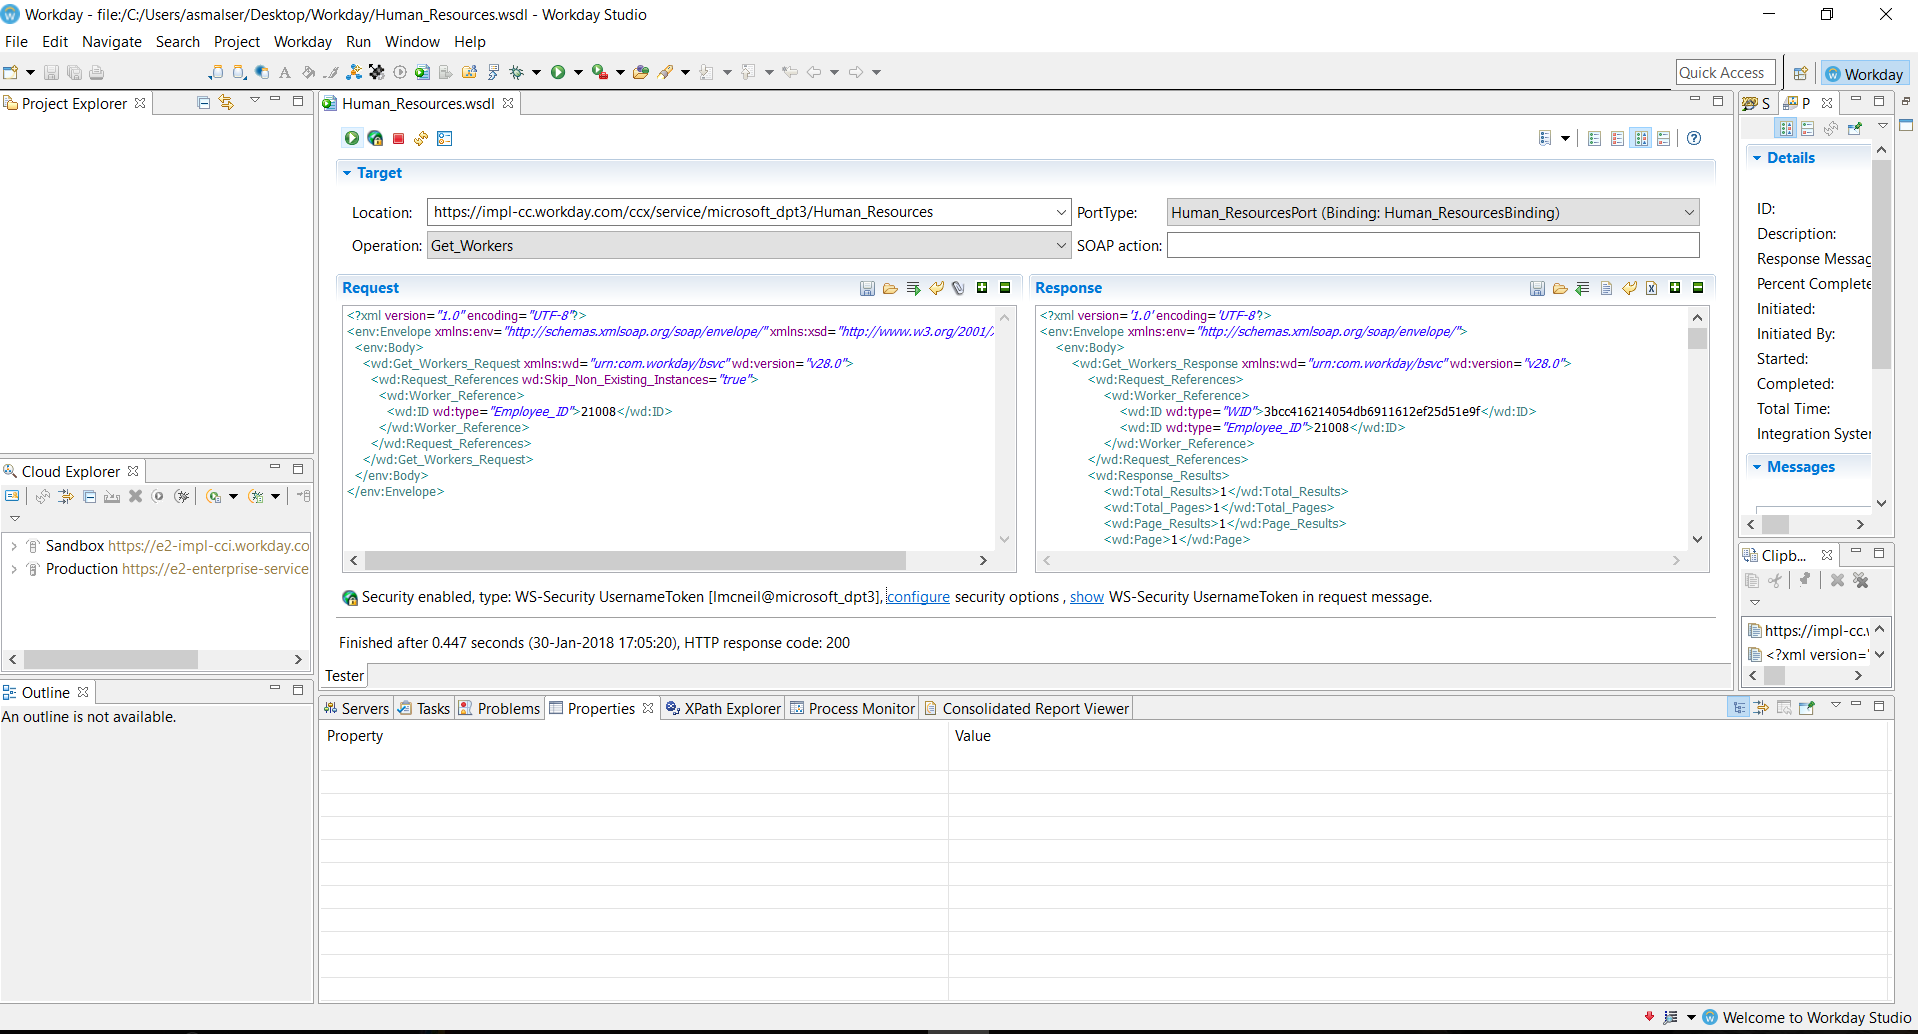 Workday - file:/C:/Users/asmalser/Desktop/Workday/Human_Resources.wsdl - Workday Studio
File Edit Navigate Search Project Workday Run Window Help
Quick Access
Workday
Project Explorer
Human_Resources.wsdl
Target
Location: https://impl-cc.workday.com/ccx/service/microsoft_dpt3/Human_Resources PortType: Human_ResourcesPort (Binding: Human_ResourcesBinding)
Operation: Get_Workers SOAP action:
Request
<?xml version="1.0" encoding="UTF-8"?>
<env:Envelope xmlns:env="http://schemas.xmlsoap.org/soap/envelope/" xmlns:xsd="http://www.w3.org/2001/
<env:Body>
<wd:Get_Workers_Request xmlns:wd="urn:com.workday/bsvc" wd:version="v28.0">
<wd:Request_References wd:Skip_Non_Existing_Instances="true">
<wd:Worker_Reference>
<wd:ID wd:type="Employee_ID">21008</wd:ID>
</wd:Worker_Reference>
</wd:Request_References>
</wd:Get_Workers_Request>
</env:Body>
</env:Envelope>
Response
<?xml version='1.0' encoding='UTF-8'?>
<env:Envelope xmlns:env="http://schemas.xmlsoap.org/soap/envelope/">
<env:Body>
<wd:Get_Workers_Response xmlns:wd="urn:com.workday/bsvc" wd:version="v28.0">
<wd:Request_References>
<wd:Worker_Reference>
<wd:ID wd:type="WID">3bcc416214054db6911612ef25d51e9f</wd:ID>
<wd:ID wd:type="Employee_ID">21008</wd:ID>
</wd:Worker_Reference>
</wd:Request_References>
<wd:Response_Results>
<wd:Total_Results>1</wd:Total_Results>
<wd:Total_Pages>1</wd:Total_Pages>
<wd:Page_Results>1</wd:Page_Results>
<wd:Page>1</wd:Page>
Security enabled, type: WS-Security UsernameToken [lmcneil@microsoft_dpt3], configure security options , show WS-Security UsernameToken in request message.
Finished after 0.447 seconds (30-Jan-2018 17:05:20), HTTP response code: 200
Tester
Cloud Explorer
Sandbox https://e2-impl-cci.workday.co
Production https://e2-enterprise-service
Outline
An outline is not available.
S P
Details
ID:
Description:
Response Messag
Percent Complete
Initiated:
Initiated By:
Started:
Completed:
Total Time:
Integration System
Messages
Clipb...
https://impl-cc.
<?xml version=
Servers Tasks Problems Properties XPath Explorer Process Monitor Consolidated Report Viewer
Property Value
Welcome to Workday Studio